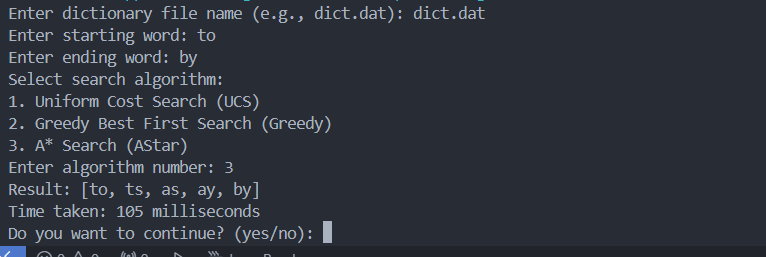 Enter dictionary file name (e.g., dict.dat): dict.dat
Enter starting word: to
Enter ending word: by
Select search algorithm:
1. Uniform Cost Search (UCS)
2. Greedy Best First Search (Greedy)
3. A* Search (AStar)
Enter algorithm number: 3
Result: [to, ts, as, ay, by]
Time taken: 105 milliseconds
Do you want to continue? (yes/no):